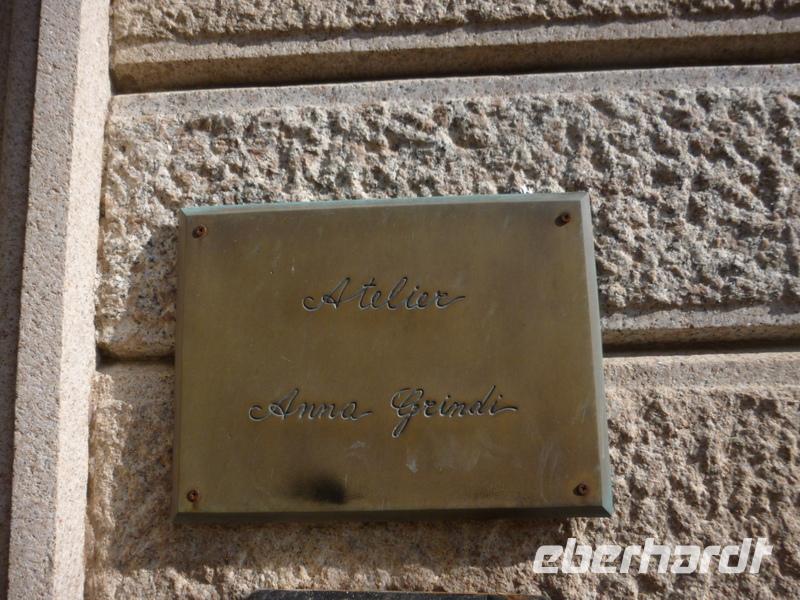 Atelier
Anna Grindi
eberhardt